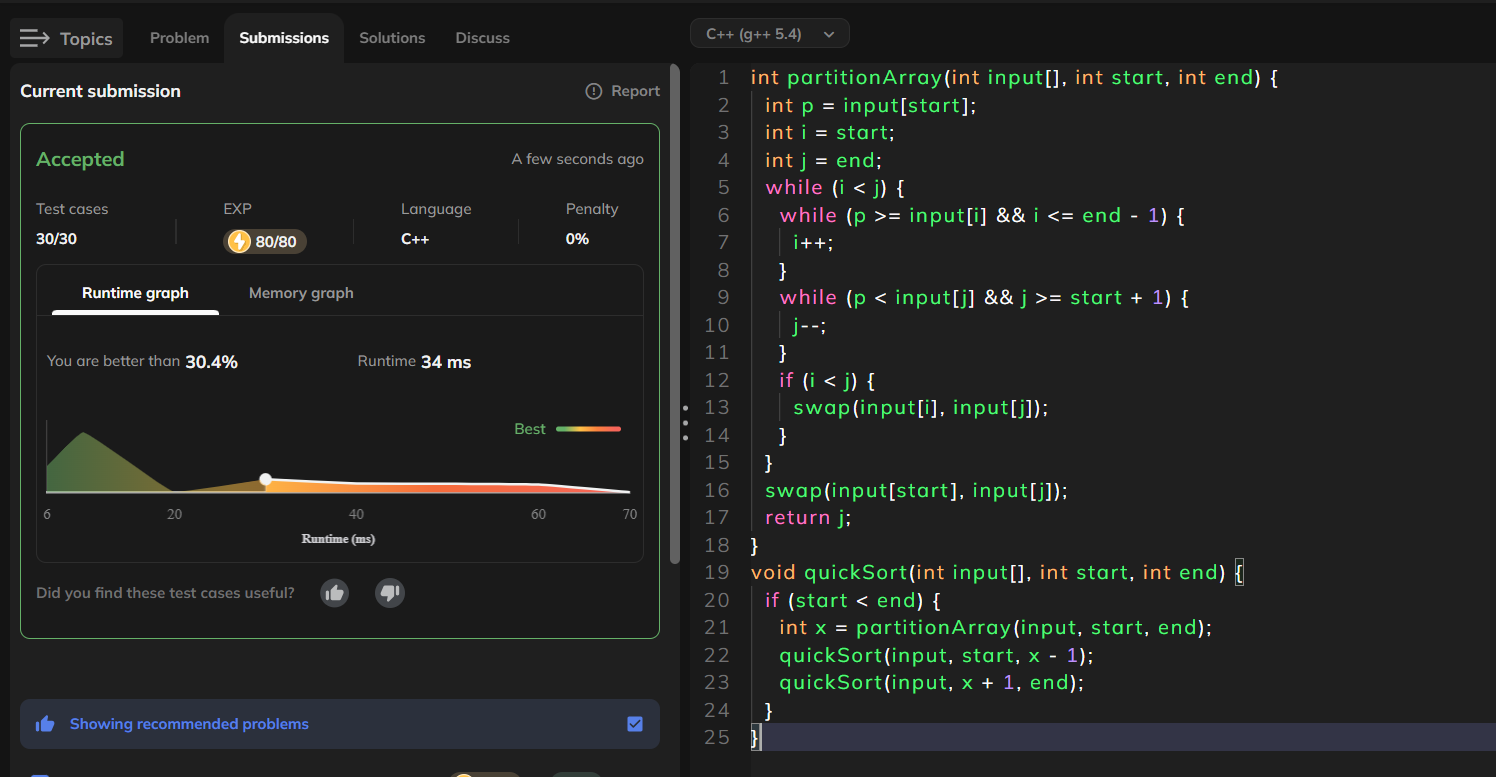 Topics
Problem
Submissions
Solutions
Discuss
C++ (g++ 5.4)
Current submission
Report
Accepted
A few seconds ago
Test cases
EXP
Language
Penalty
30/30
80/80
C++
0%
Runtime graph
Memory graph
You are better than 30.4%
Runtime 34 ms
Best
6
20
40
60
70
Runtime (ms)
Did you find these test cases useful?
Showing recommended problems
1 int partitionArray(int input[], int start, int end) {
2 int p = input[start];
3 int i = start;
4 int j = end;
5 while (i < j) {
6 while (p >= input[i] && i <= end - 1) {
7 i++;
8 }
9 while (p < input[j] && j >= start + 1) {
10 j--;
11 }
12 if (i < j) {
13 swap(input[i], input[j]);
14 }
15 }
16 swap(input[start], input[j]);
17 return j;
18 }
19 void quickSort(int input[], int start, int end) {
20 if (start < end) {
21 int x = partitionArray(input, start, end);
22 quickSort(input, start, x - 1);
23 quickSort(input, x + 1, end);
24 }
25 }